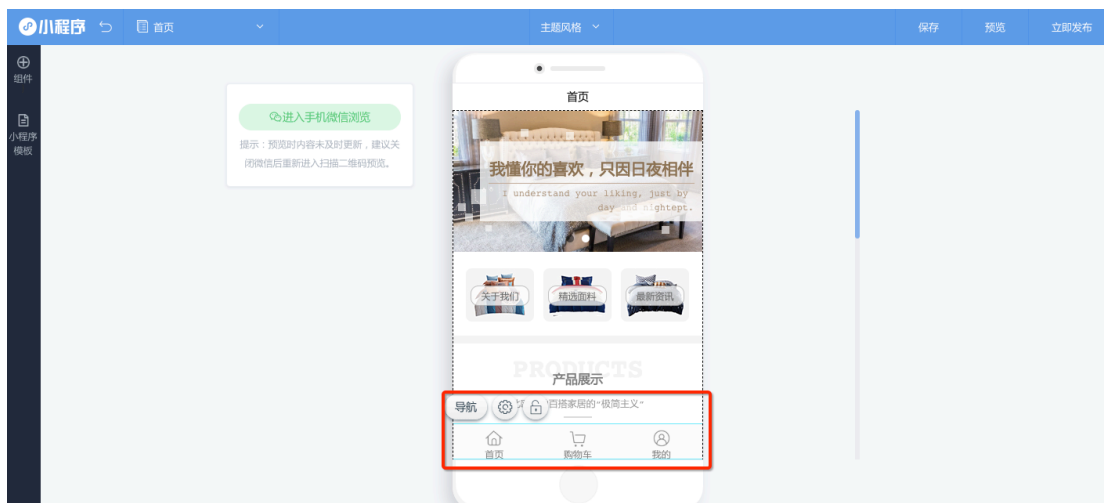 小程序
首页
主题风格
保存
预览
立即发布
组件
小程序
模板
进入手机微信浏览
提示：预览时内容未及时更新，建议关
闭微信后重新进入扫描二维码预览。
首页
我懂你的喜欢，只因日夜相伴
I understand your liking, just by
day and nightept.
关于我们
精选面料
最新资讯
PRODUCTS
产品展示
百搭家居的“极简主义”
导航
首页
购物车
我的